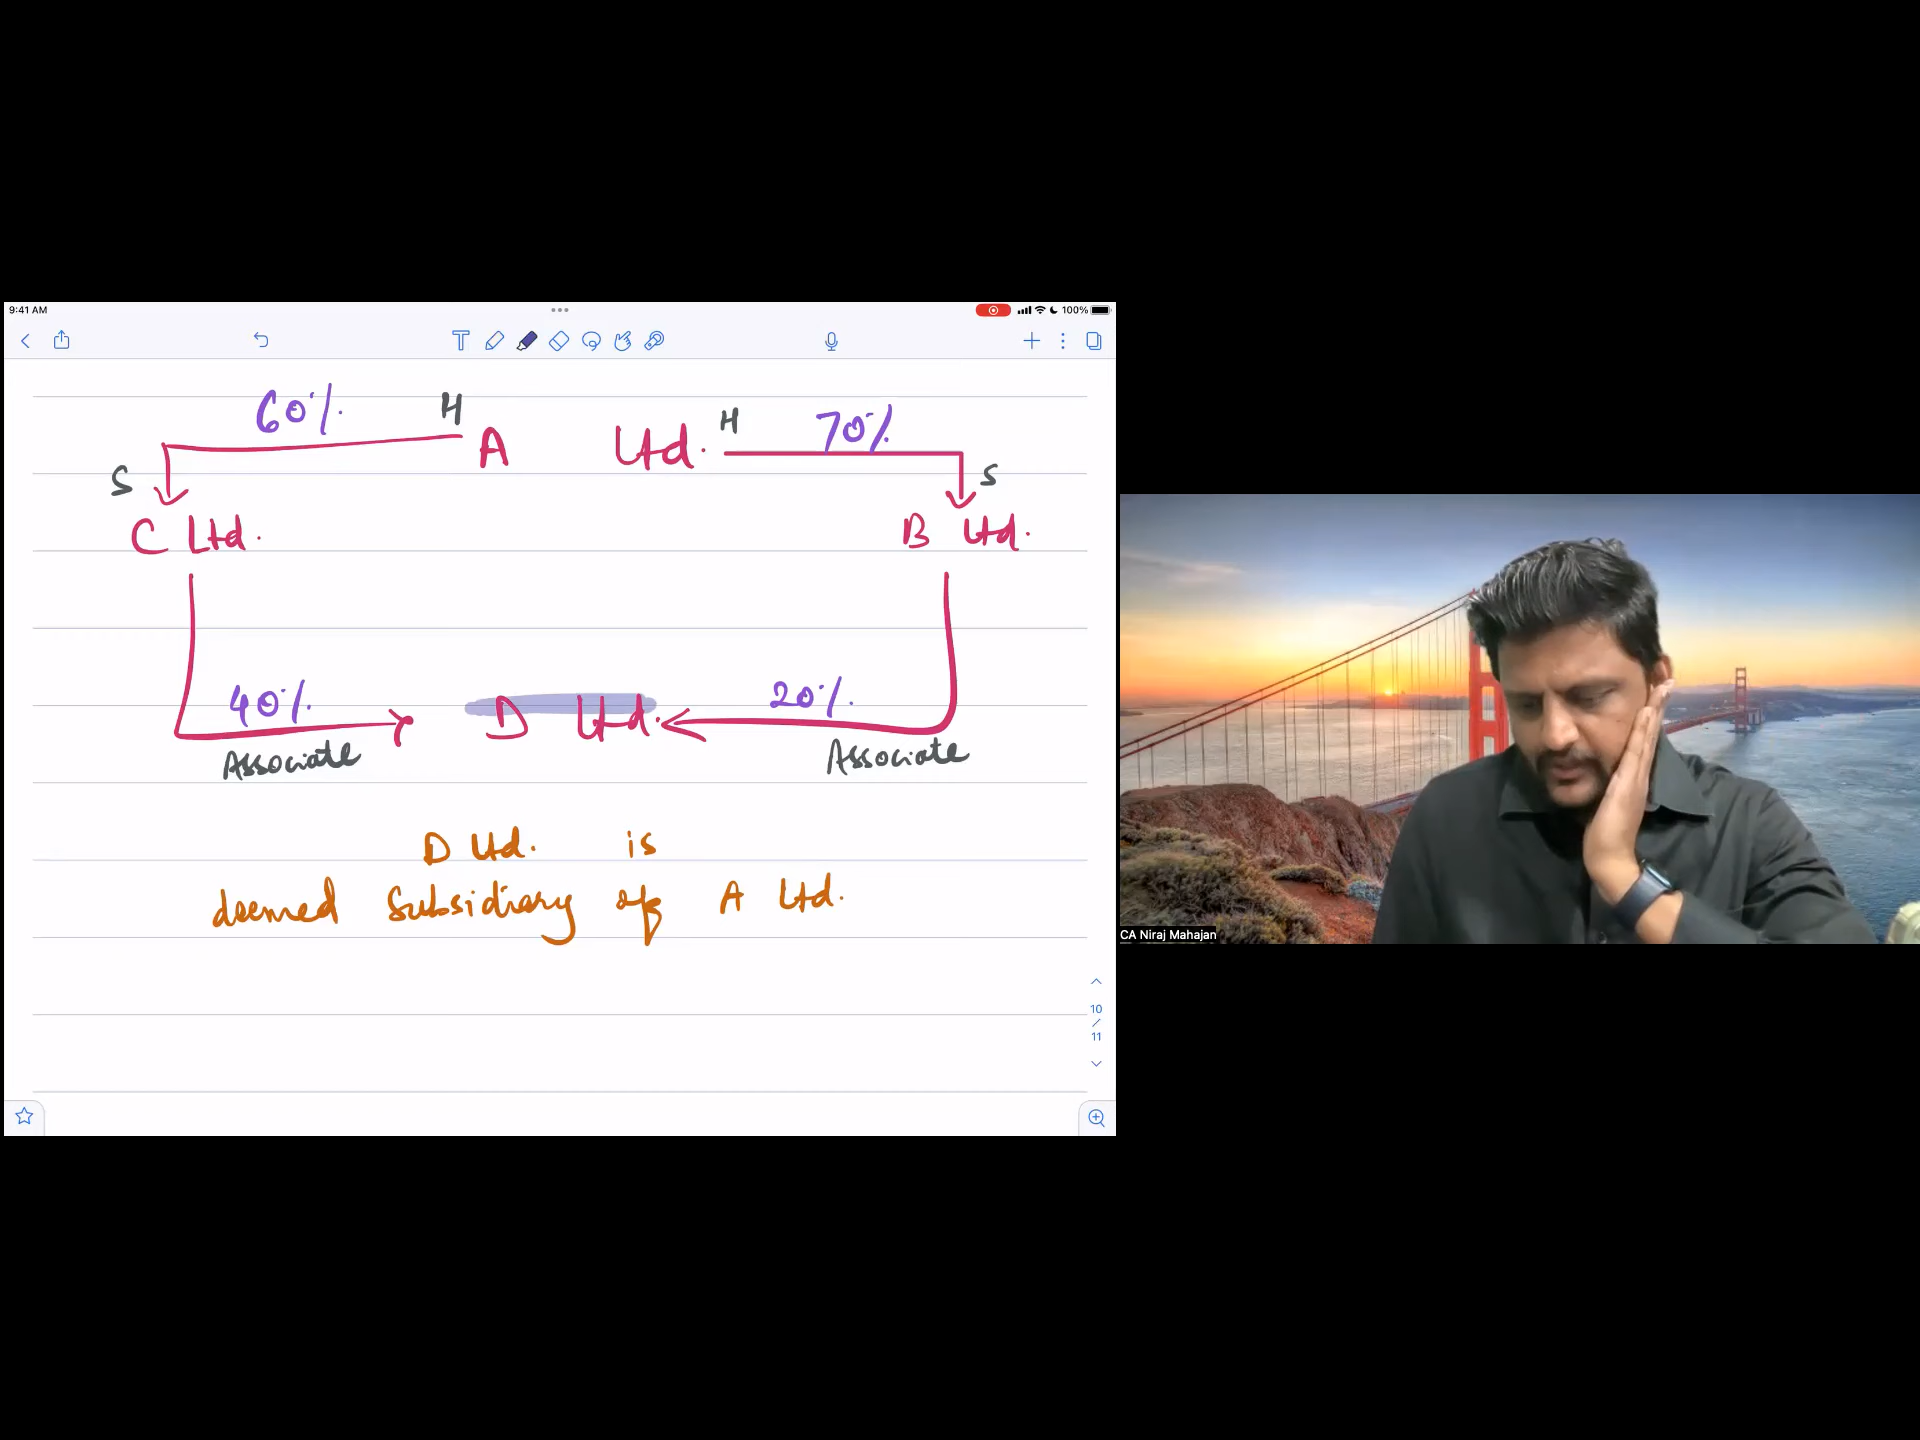 9:41 AM
100%
60% H
A Ltd. H 70%
S
S
C Ltd.
B Ltd.
40% D Ltd. 20%
Associate
Associate
D Ltd. is
deemed Subsidiary of A Ltd.
10
/
11
CA Niraj Mahajan